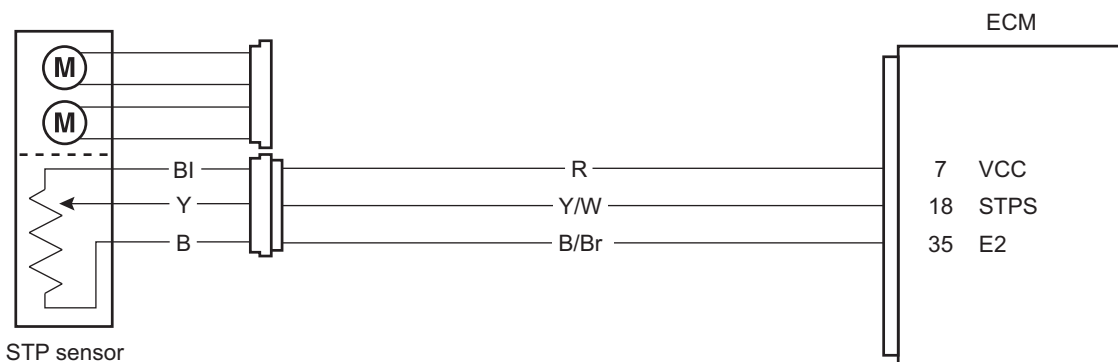 ECM
M
M
Bl R 7 VCC
Y Y/W 18 STPS
B B/Br 35 E2
STP sensor